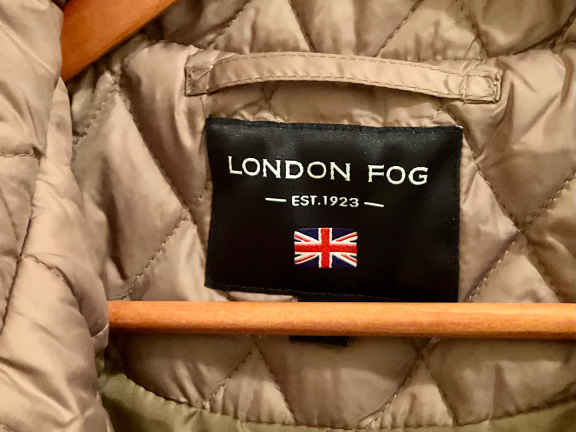 LONDON FOG
— EST.1923 —